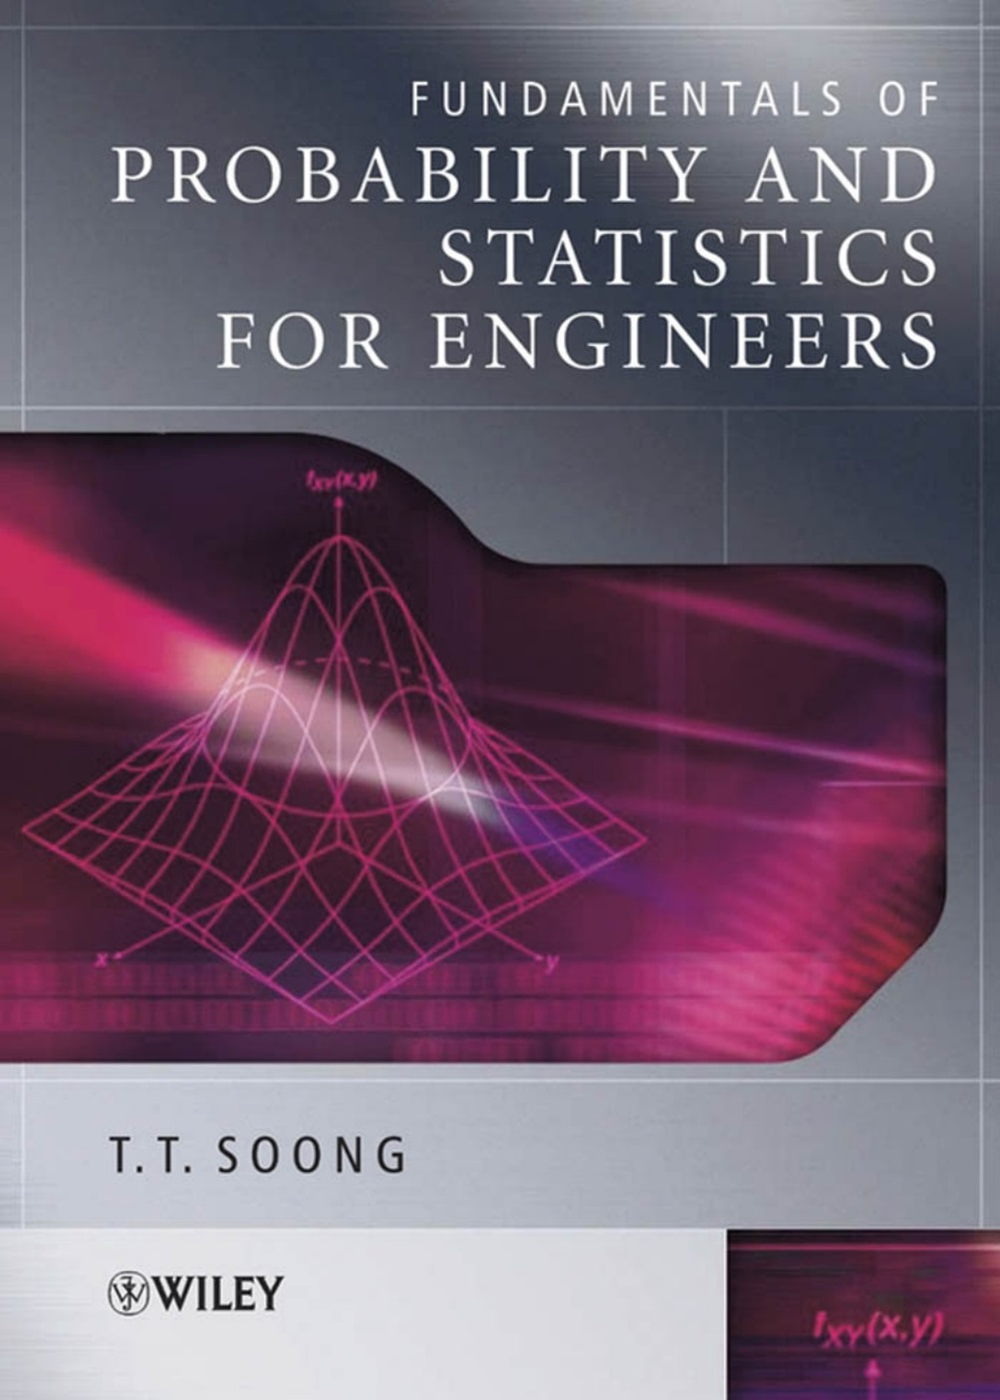 FUNDAMENTALS OF
PROBABILITY AND
STATISTICS
FOR ENGINEERS
fXY(x,y)
x
y
T.T. SOONG
WILEY
fXY(x,y)